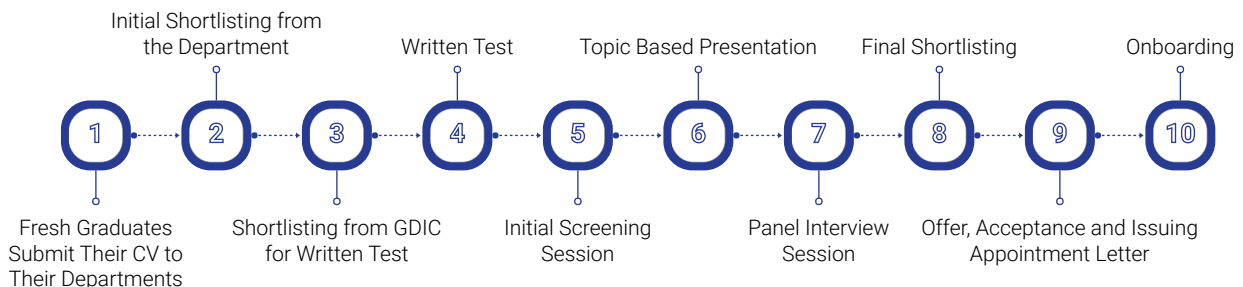 1
Fresh Graduates
Submit Their CV to
Their Departments
Initial Shortlisting from
the Department
2
3
Shortlisting from GDIC
for Written Test
Written Test
4
5
Initial Screening
Session
Topic Based Presentation
6
7
Panel Interview
Session
Final Shortlisting
8
9
Offer, Acceptance and Issuing
Appointment Letter
Onboarding
10